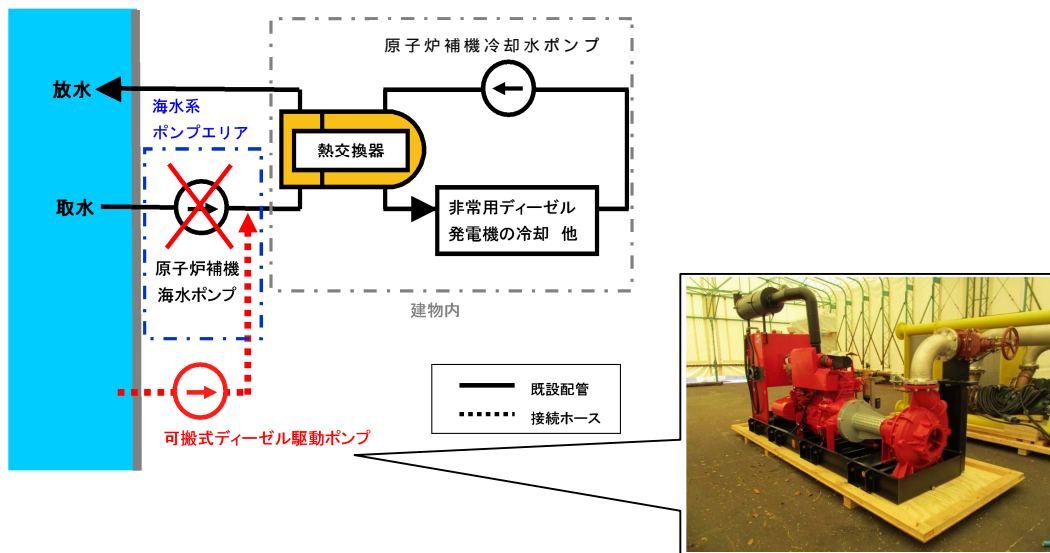 原子炉補機冷却水ポンプ
放水
海水系
ポンプエリア
熱交換器
取水
非常用ディーゼル
発電機の冷却 他
原子炉補機
海水ポンプ
建物内
既設配管
接続ホース
可搬式ディーゼル駆動ポンプ